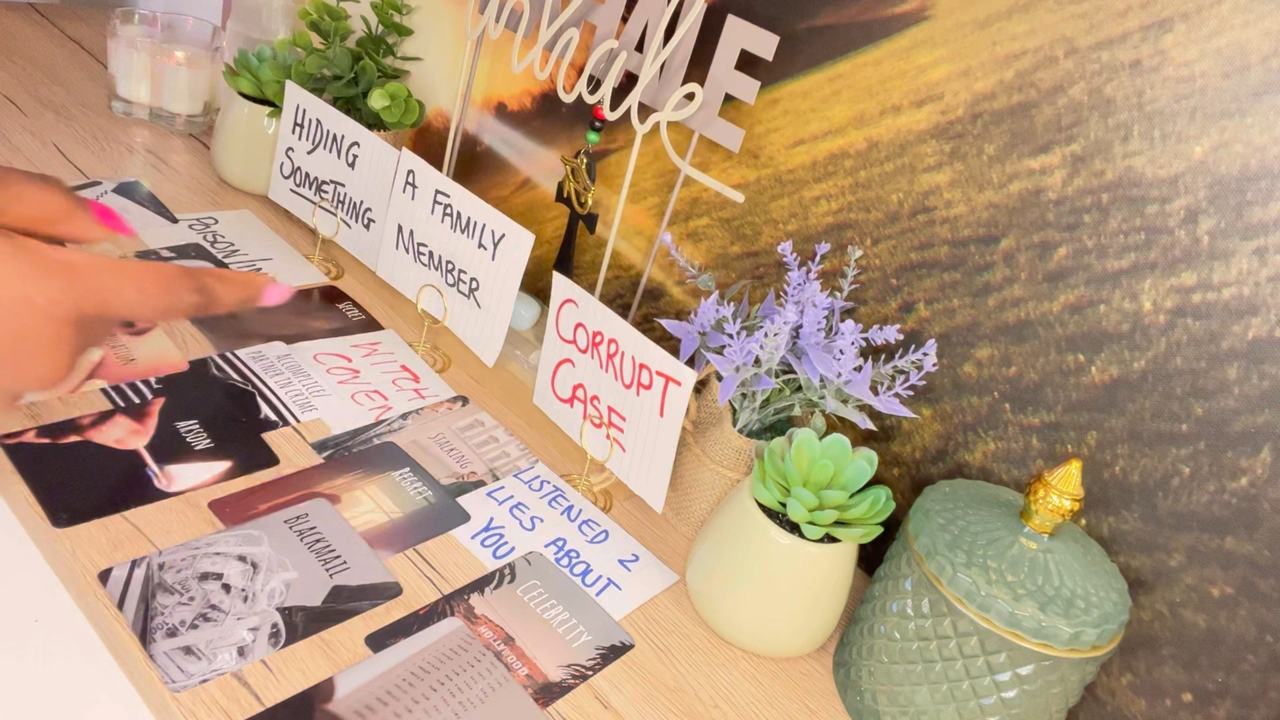 inhale
HIDING
SOMETHING
A FAMILY
MEMBER
CORRUPT
CASE
POISON/
SECRET
WITCH
COVEN
ACCOMPLICE/
PARTNER IN CRIME
ARSON
STALKING
REGRET
LISTENED 2
LIES ABOUT
YOU
BLACKMAIL
CELEBRITY